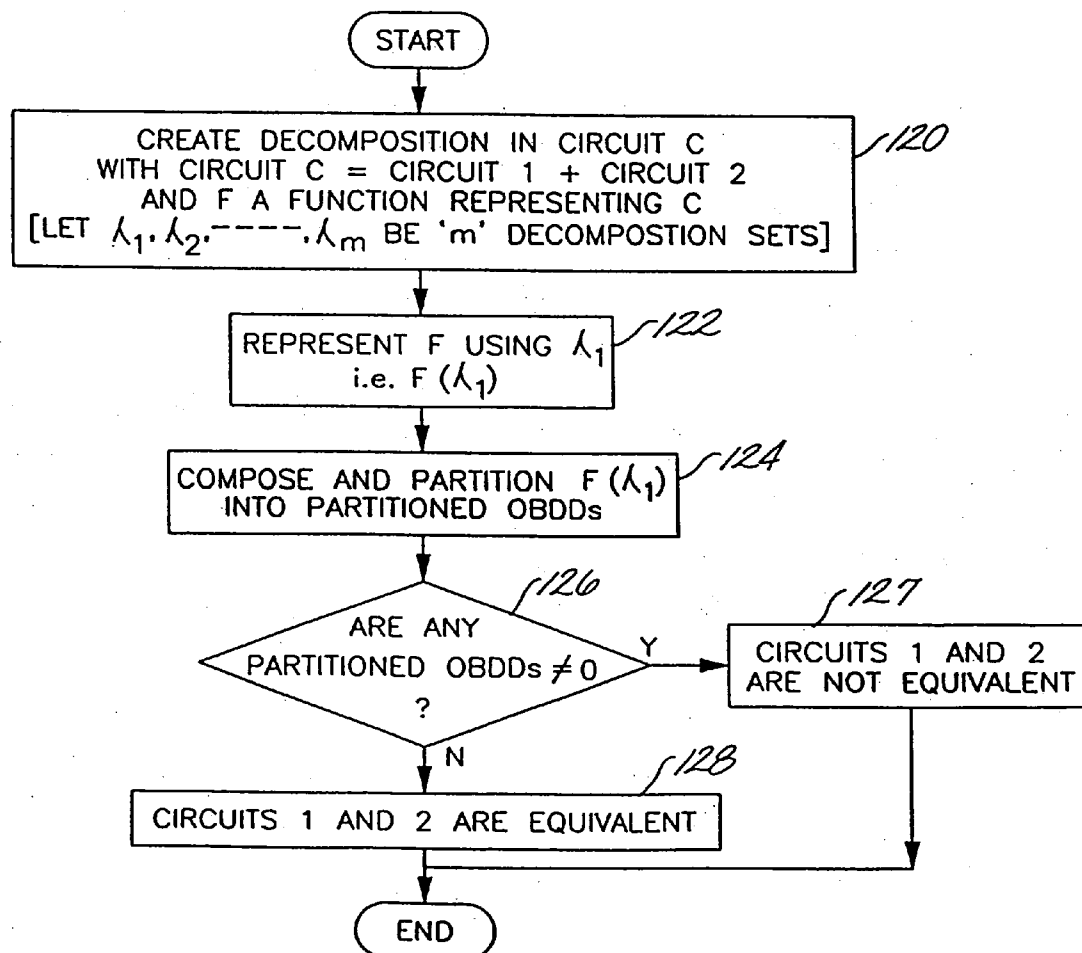 START
CREATE DECOMPOSITION IN CIRCUIT C
WITH CIRCUIT C = CIRCUIT 1 + CIRCUIT 2
AND F A FUNCTION REPRESENTING C
[LET λ1, λ2,----,λm BE 'm' DECOMPOSTION SETS]
120
REPRESENT F USING λ1
i.e. F (λ1)
122
COMPOSE AND PARTITION F (λ1)
INTO PARTITIONED OBDDs
124
ARE ANY
PARTITIONED OBDDs ≠ 0
?
126
Y
127
CIRCUITS 1 AND 2
ARE NOT EQUIVALENT
N
128
CIRCUITS 1 AND 2 ARE EQUIVALENT
END